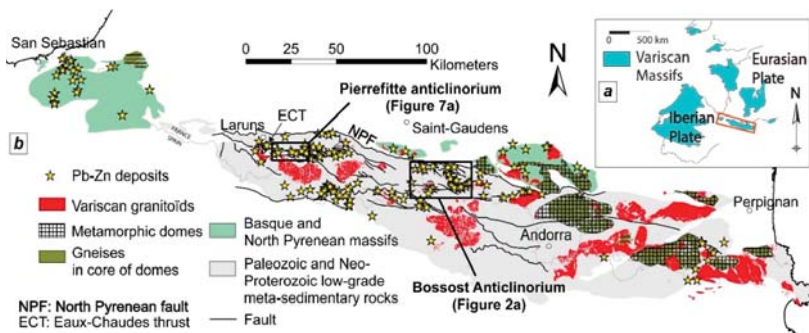 San Sebastian
0 25 50 100
Kilometers
N
0 500 km
Variscan
Massifs
Eurasian
Plate
a
N
Iberian
Plate
Pierrefitte anticlinorium
(Figure 7a)
ECT
Laruns
NPF
Saint-Gaudens
FRANCE
SPAIN
b
Pb-Zn deposits
Variscan granitoïds
Metamorphic domes
Gneises
in core of domes
Basque and
North Pyrenean massifs
Paleozoic and Neo-
Proterozoic low-grade
meta-sedimentary rocks
NPF: North Pyrenean fault
ECT: Eaux-Chaudes thrust
Fault
Andorra
Perpignan
Bossost Anticlinorium
(Figure 2a)